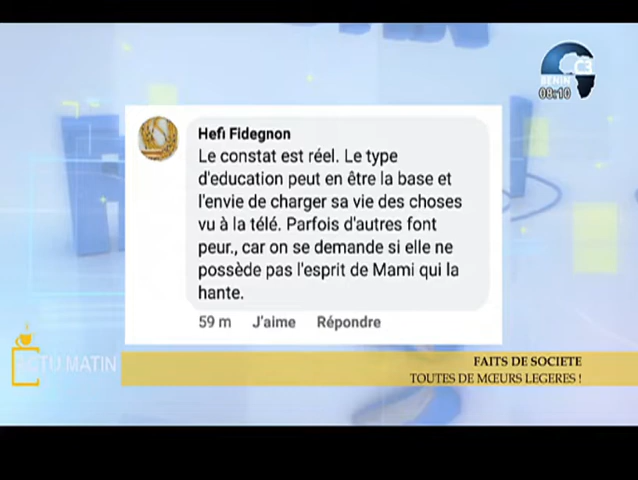 C3
BENIN
08:10
Hefi Fidegnon
Le constat est réel. Le type
d'education peut en être la base et
l'envie de charger sa vie des choses
vu à la télé. Parfois d'autres font
peur., car on se demande si elle ne
possède pas l'esprit de Mami qui la
hante.
59 m J'aime Répondre
MATIN
FAITS DE SOCIETE
TOUTES DE MŒURS LEGERES !